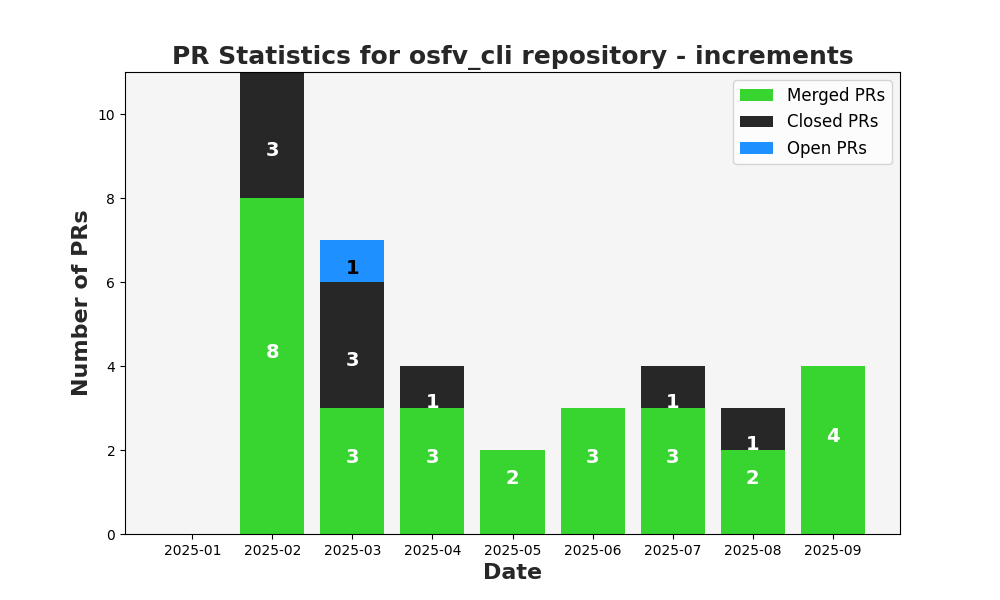 PR Statistics for osfv_cli repository - increments
Merged PRs
Closed PRs
Open PRs
Number of PRs
10
8
6
4
2
0
3
8
1
3
3
1
3
2
3
1
3
1
2
4
2025-01 2025-02 2025-03 2025-04 2025-05 2025-06 2025-07 2025-08 2025-09
Date